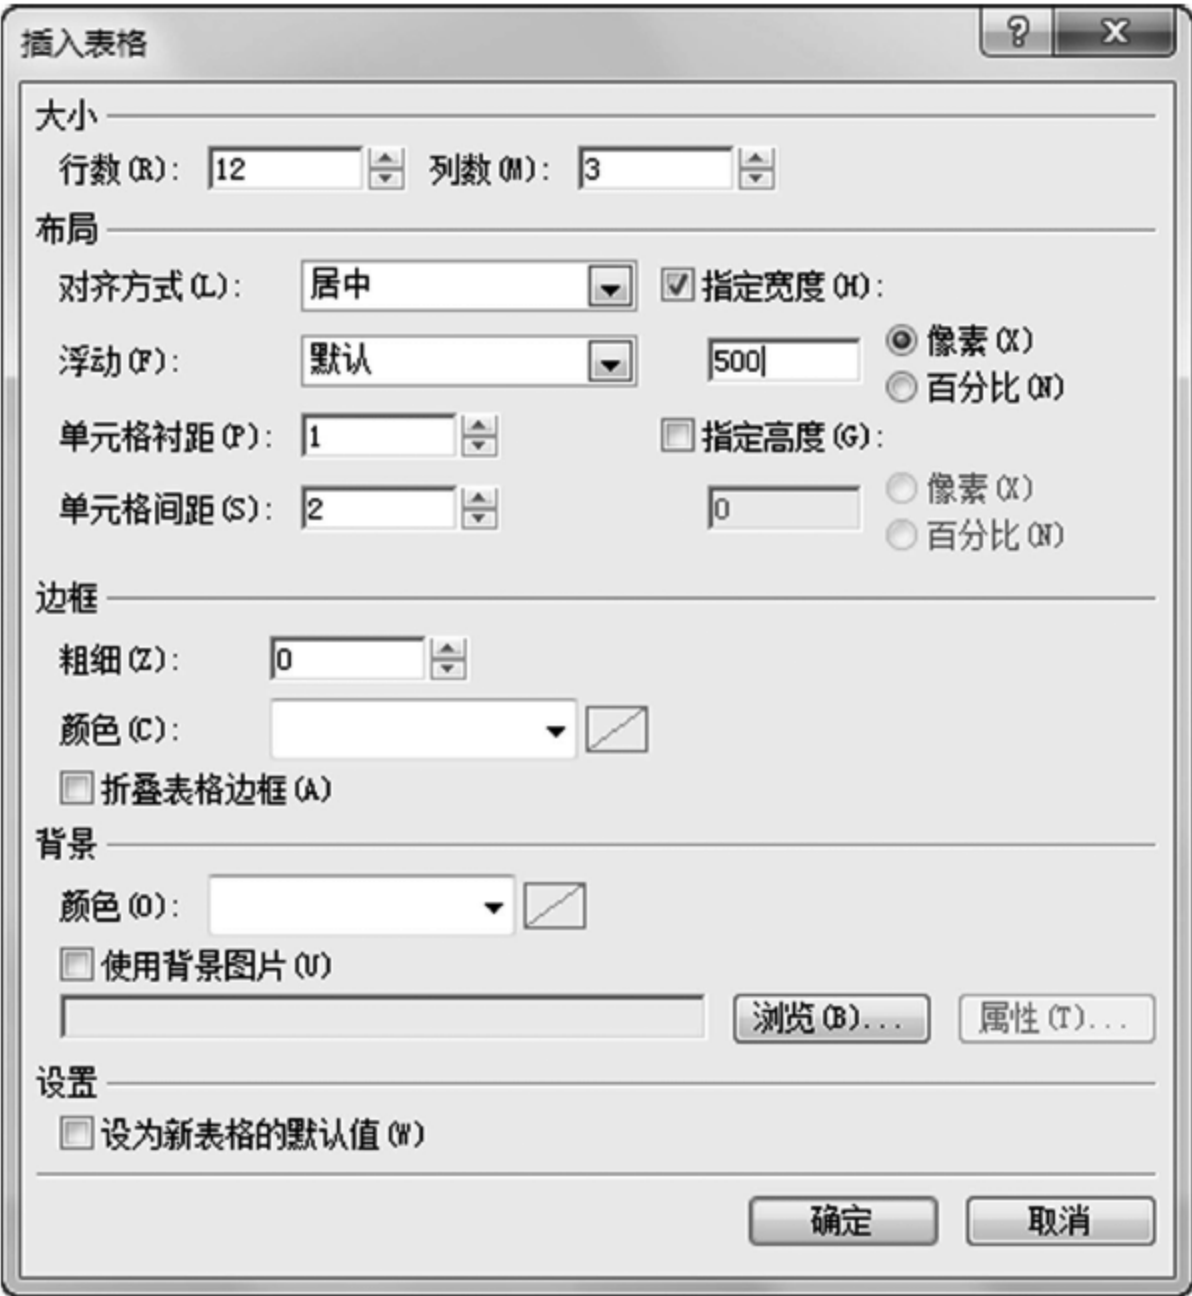 插入表格
大小
行数(R): 12 列数(M): 3
布局
对齐方式(L): 居中 指定宽度(H):
浮动(F): 默认 500 像素(X)
百分比(N)
单元格衬距(P): 1 指定高度(G):
单元格间距(S): 2 0 像素(X)
百分比(N)
边框
粗细(Z): 0
颜色(C):
折叠表格边框(A)
背景
颜色(O):
使用背景图片(U)
浏览(B)... 属性(T)...
设置
设为新表格的默认值(W)
确定 取消